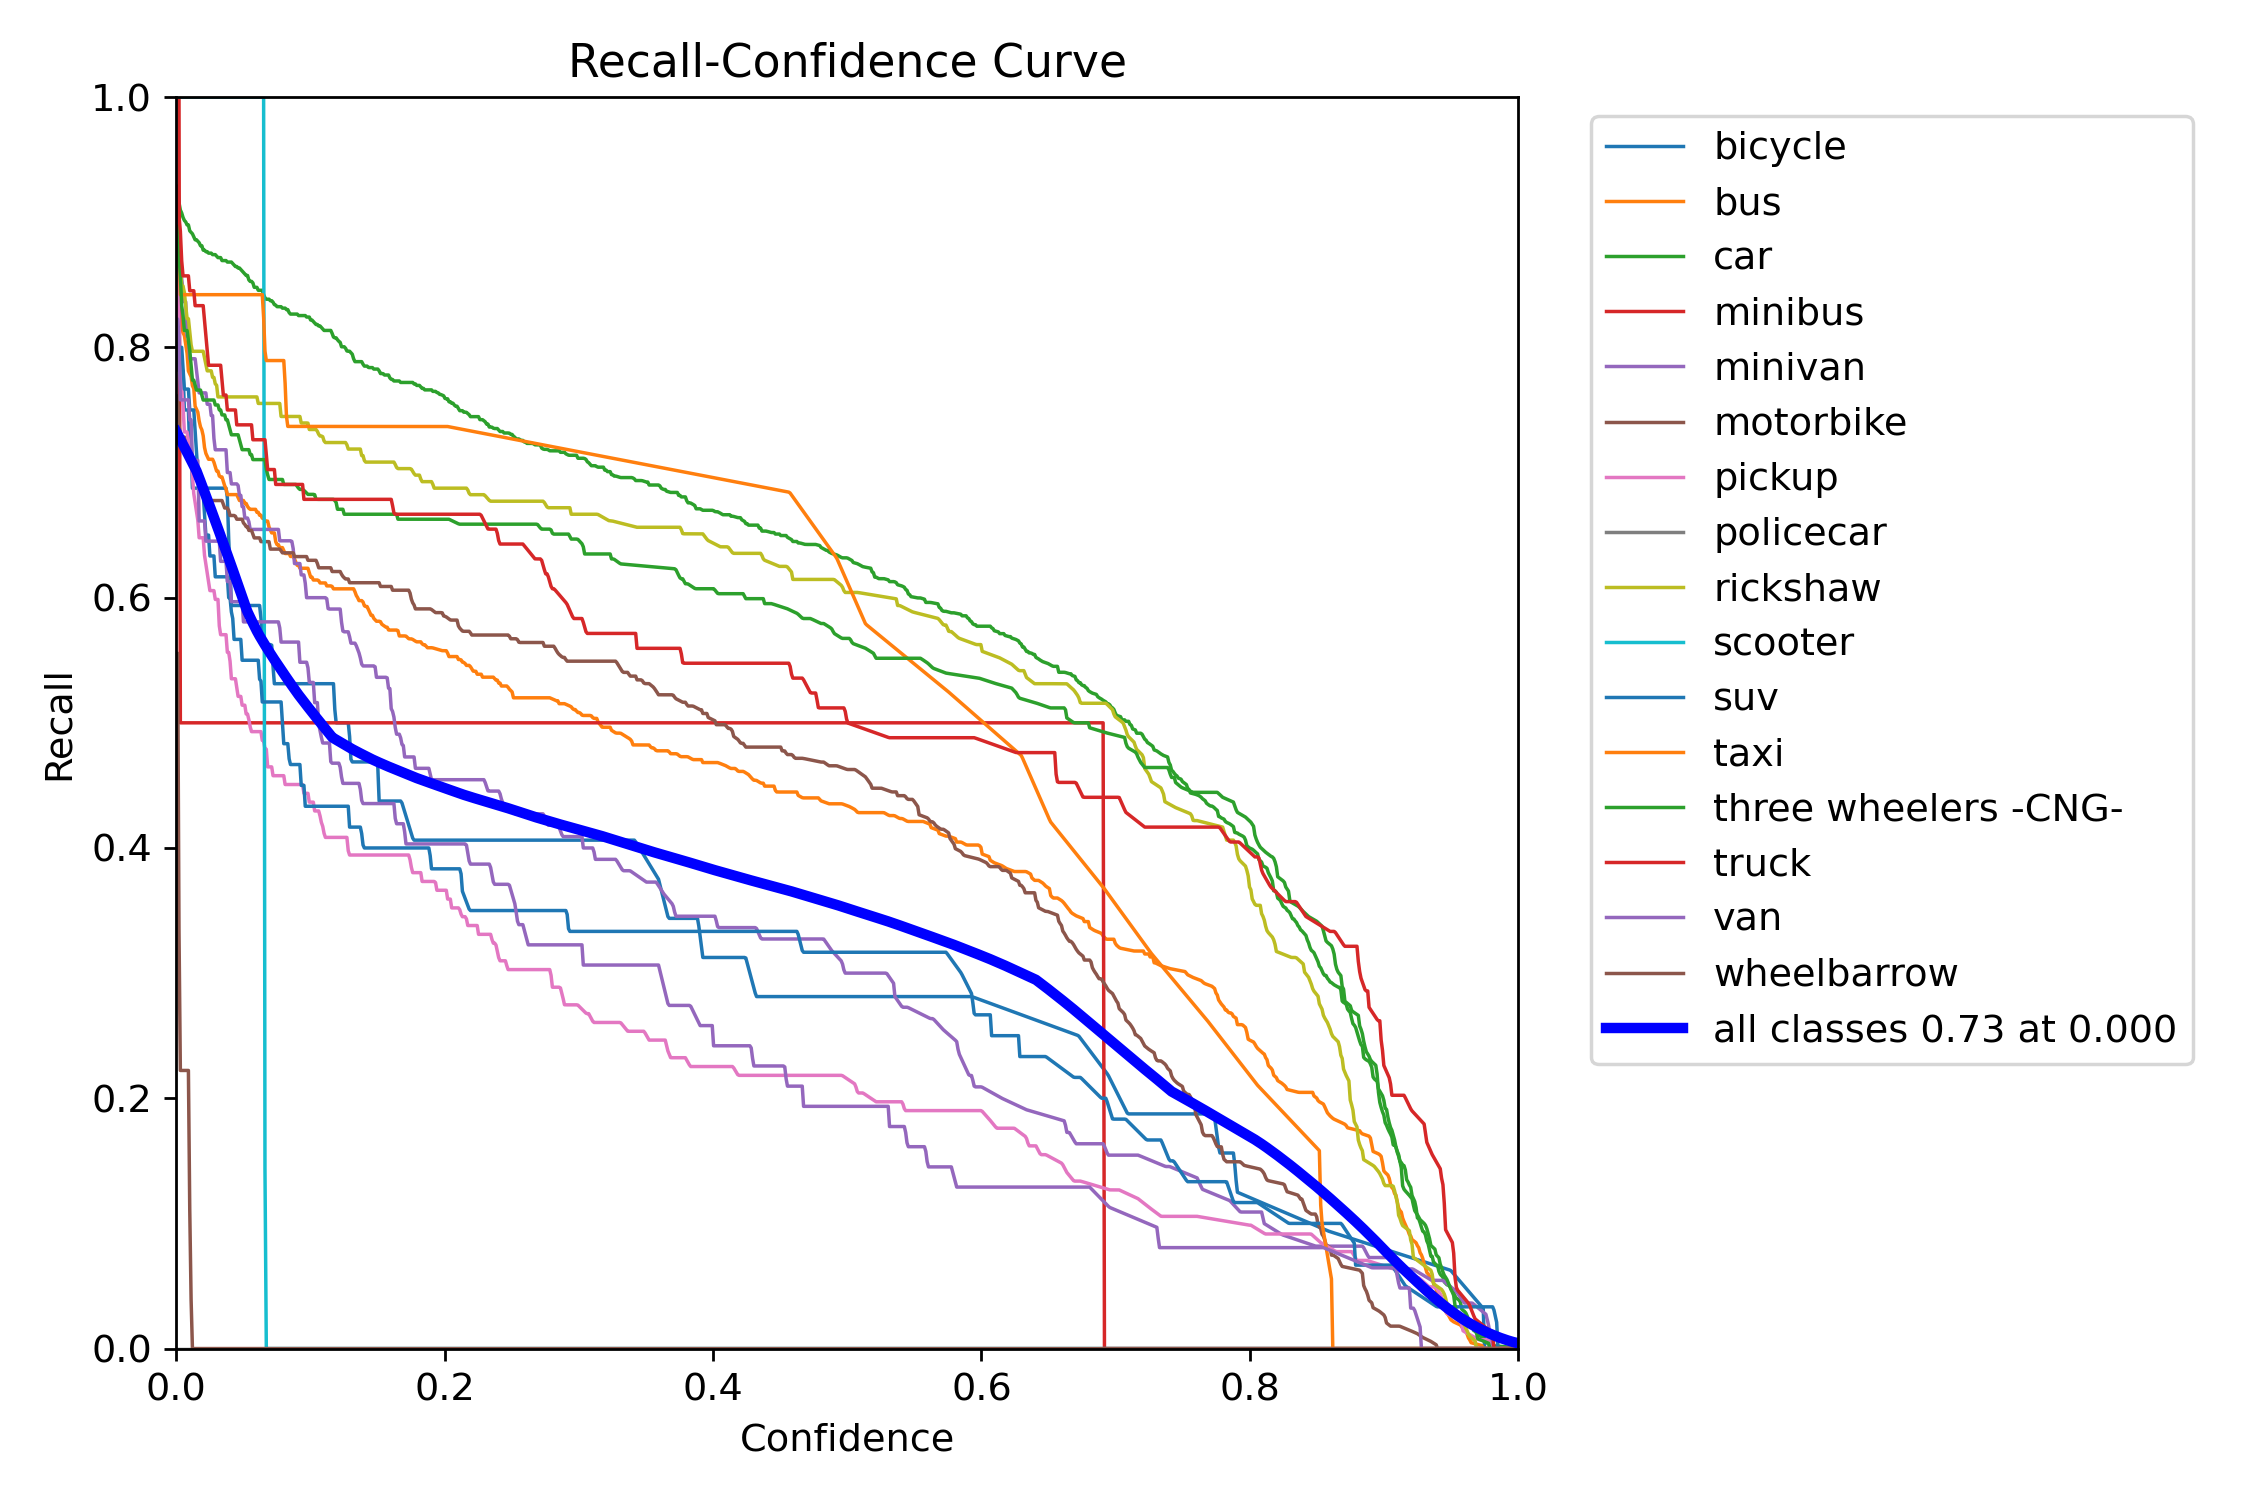 Recall-Confidence Curve
1.0
0.8
0.6
0.4
0.2
0.0
Recall
0.0 0.2 0.4 0.6 0.8 1.0
Confidence
bicycle
bus
car
minibus
minivan
motorbike
pickup
policecar
rickshaw
scooter
suv
taxi
three wheelers -CNG-
truck
van
wheelbarrow
all classes 0.73 at 0.000